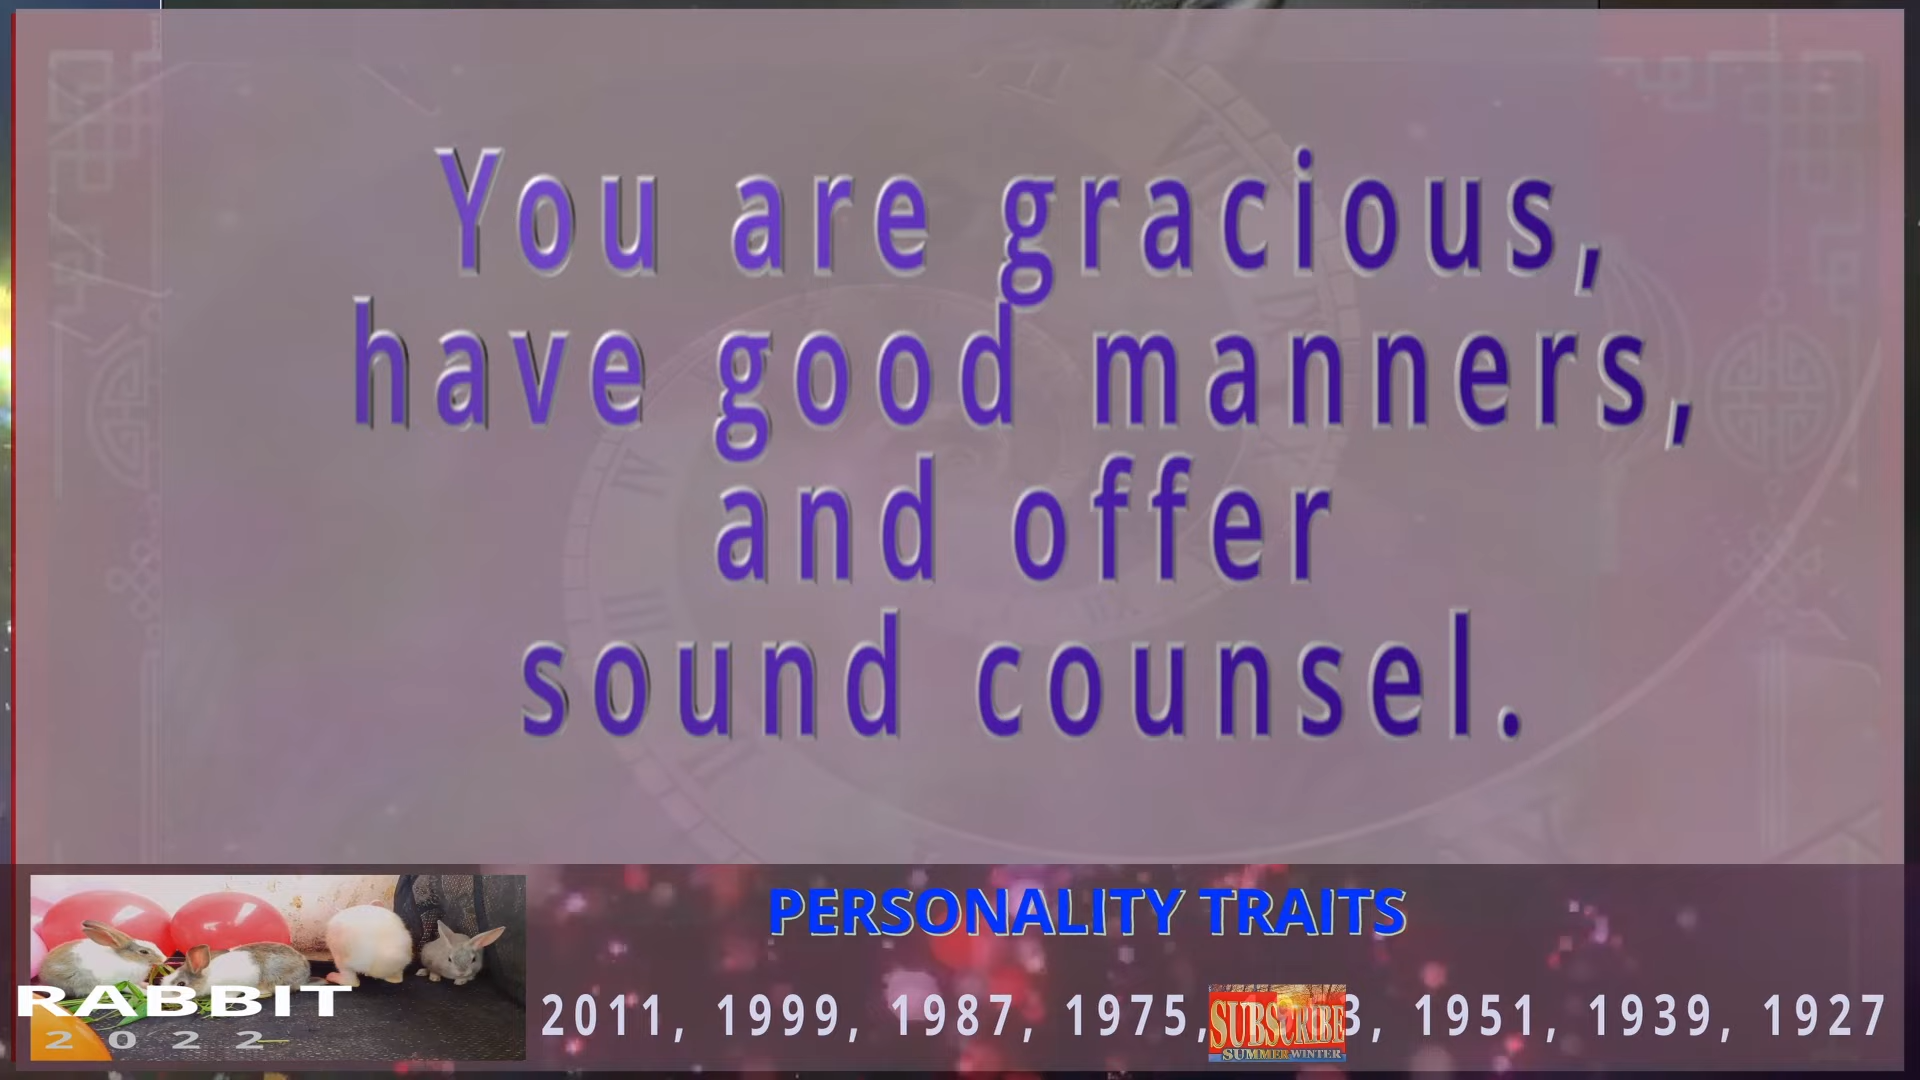 You are gracious,
have good manners,
and offer
sound counsel.
PERSONALITY TRAITS
RABBIT
2022
2011, 1999, 1987, 1975, 3, 1951, 1939, 1927
SUBSCRIBE
SUMMER WINTER